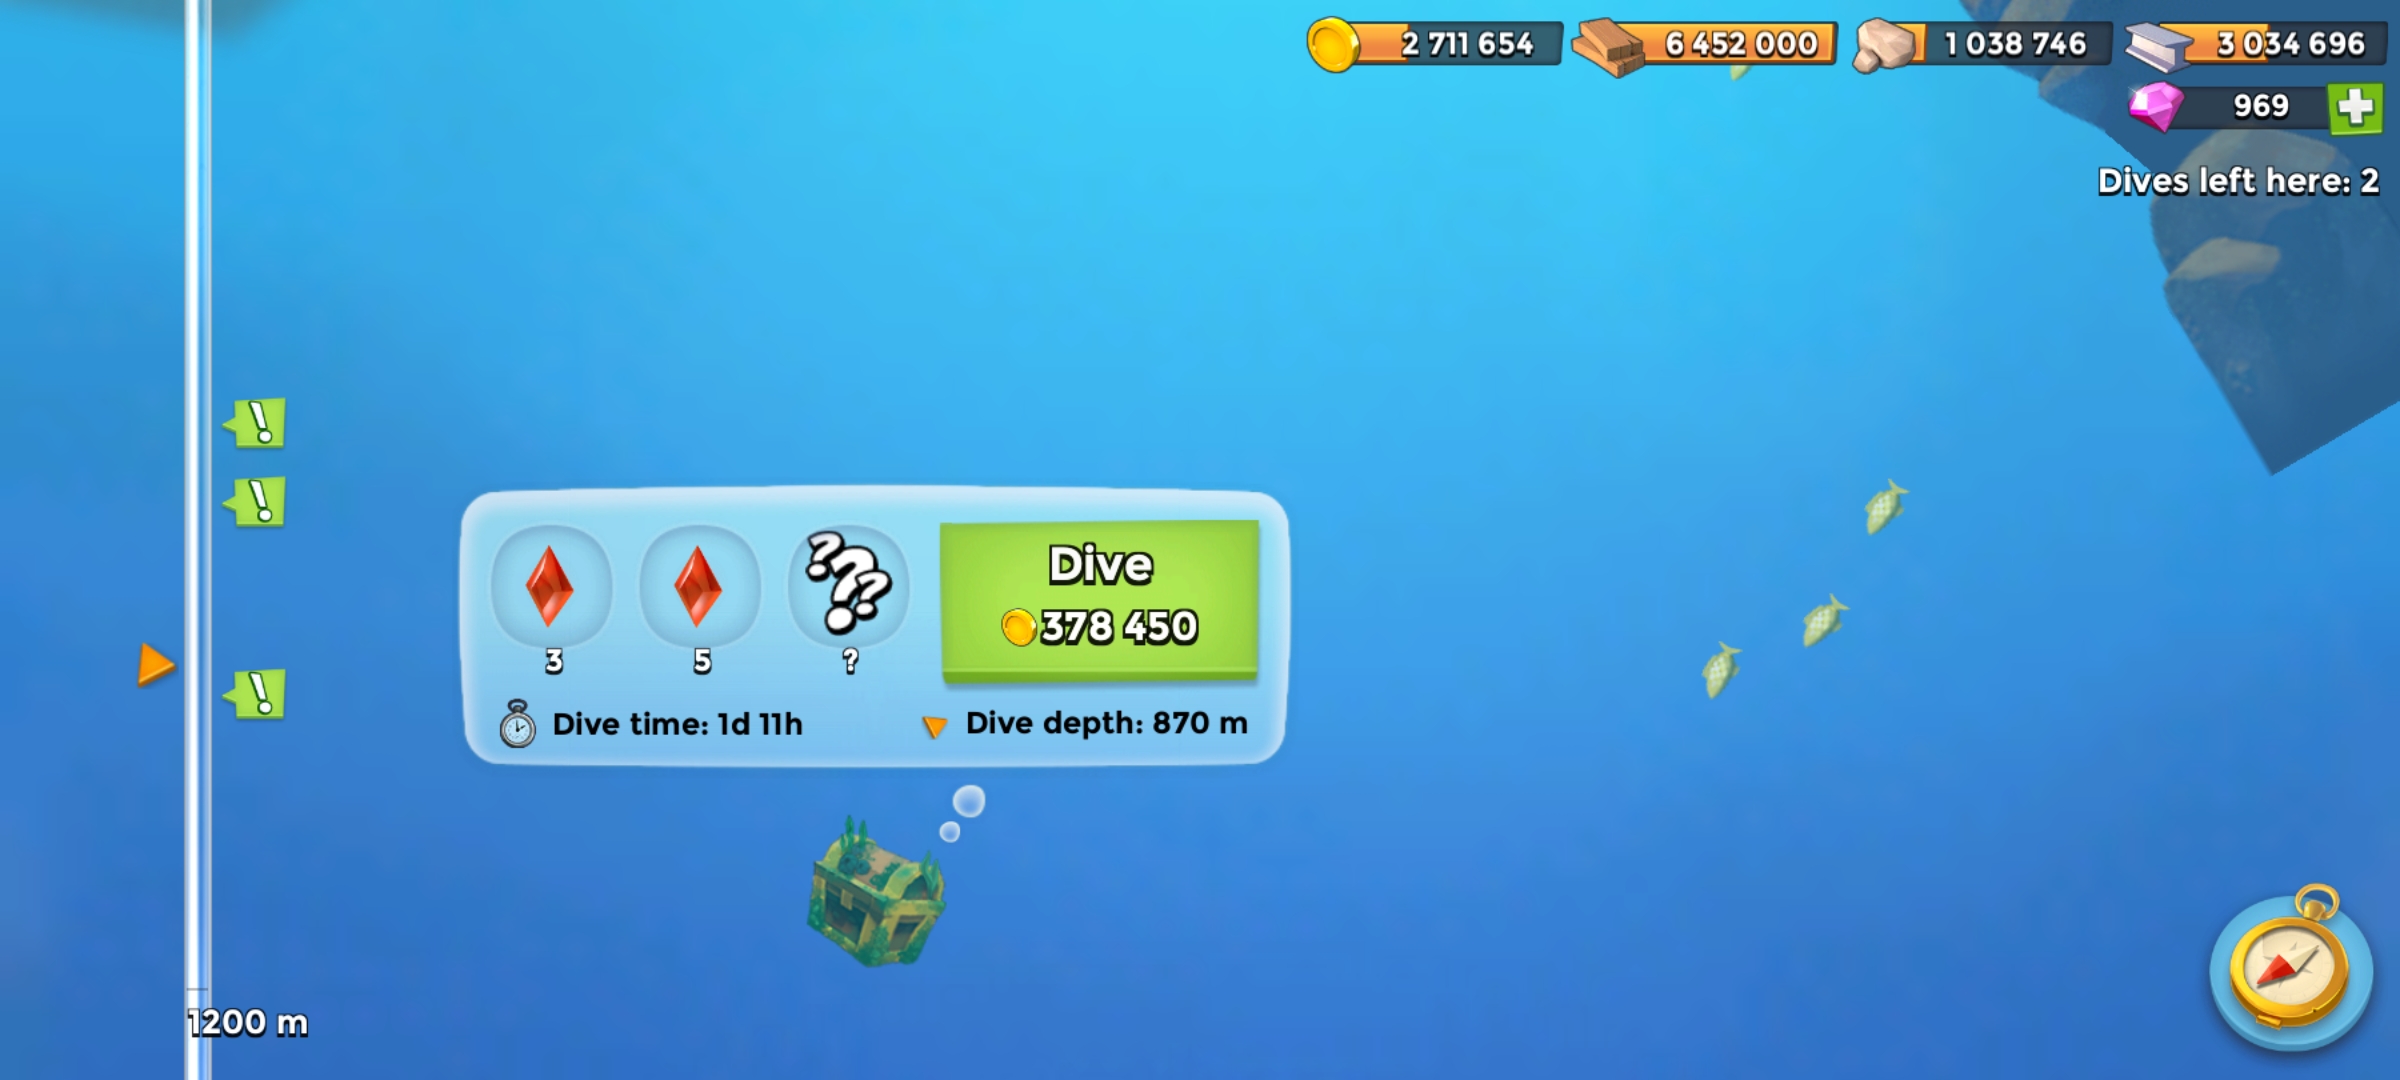 2 711 654
6 452 000
1 038 746
3 034 696
969
Dives left here: 2
!
!
!
? ? ? ?
Dive
378 450
3
5
?
Dive time: 1d 11h
Dive depth: 870 m
1200 m